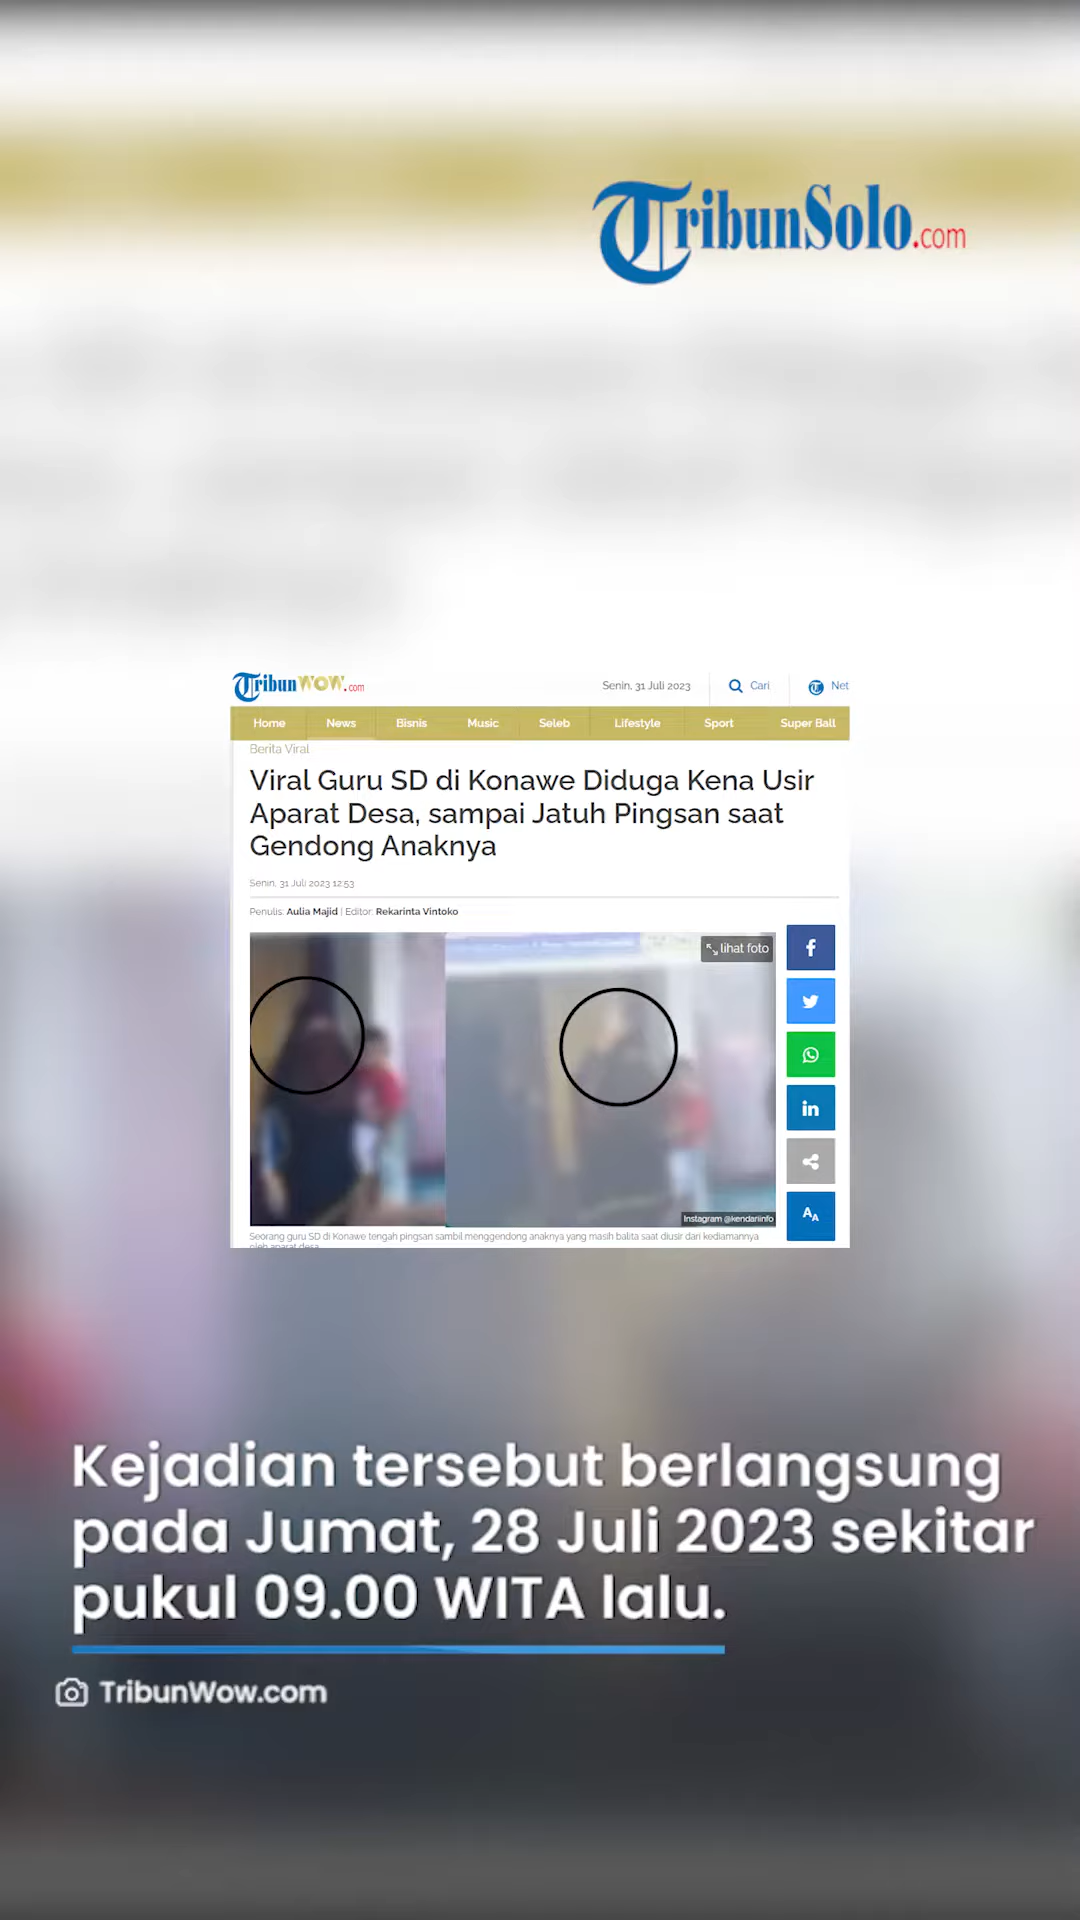 TribunSolo.com
TribunWOW.com
Senin, 31 Juli 2023
Cari
Net
Home News Bisnis Music Seleb Lifestyle Sport Super Ball
Berita Viral
Viral Guru SD di Konawe Diduga Kena Usir
Aparat Desa, sampai Jatuh Pingsan saat
Gendong Anaknya
Senin, 31 Juli 2023 12:53
Penulis: Aulia Majid | Editor: Rekarinta Vintoko
lihat foto
Instagram @kendariinfo
Seorang guru SD di Konawe tengah pingsan sambil menggendong anaknya yang masih balita saat diusir dari kediamannya
oleh aparat desa
Kejadian tersebut berlangsung
pada Jumat, 28 Juli 2023 sekitar
pukul 09.00 WITA lalu.
TribunWow.com